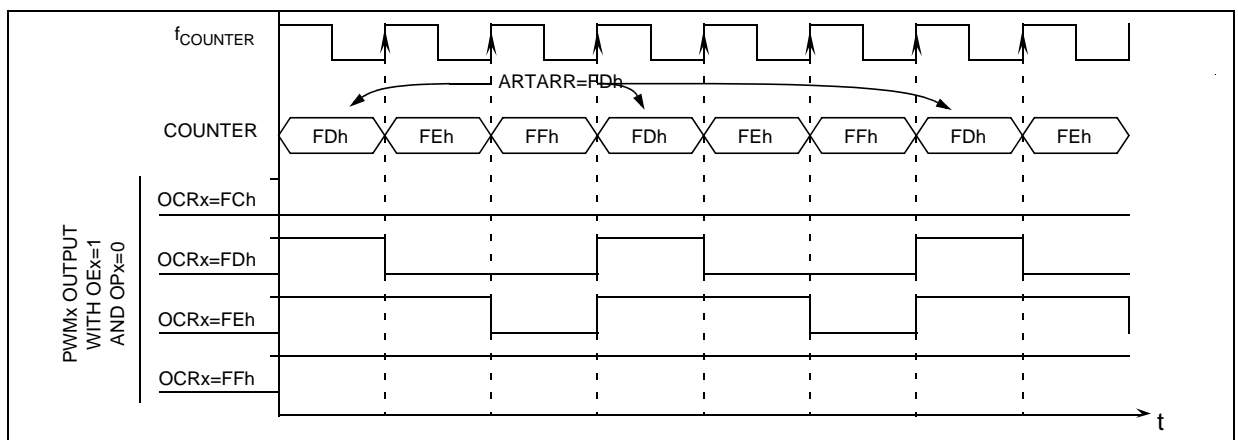 fCOUNTER
ARTARR=FDh
COUNTER
FDh FEh FFh FDh FEh FFh FDh FEh
PWMx OUTPUT
WITH OEx=1
AND OPx=0
OCRx=FCh
OCRx=FDh
OCRx=FEh
OCRx=FFh
t